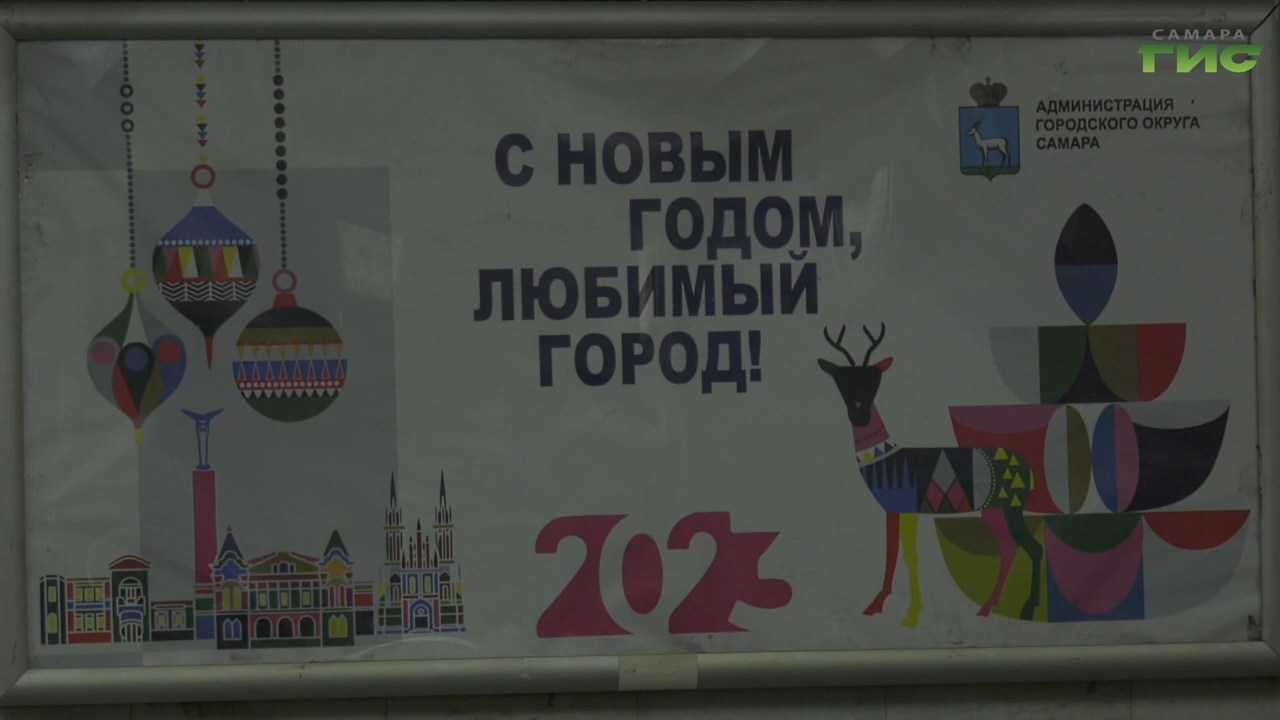 САМАРА
ГИС
АДМИНИСТРАЦИЯ
ГОРОДСКОГО ОКРУГА
САМАРА
С НОВЫМ
ГОДОМ,
ЛЮБИМЫЙ
ГОРОД!
2023